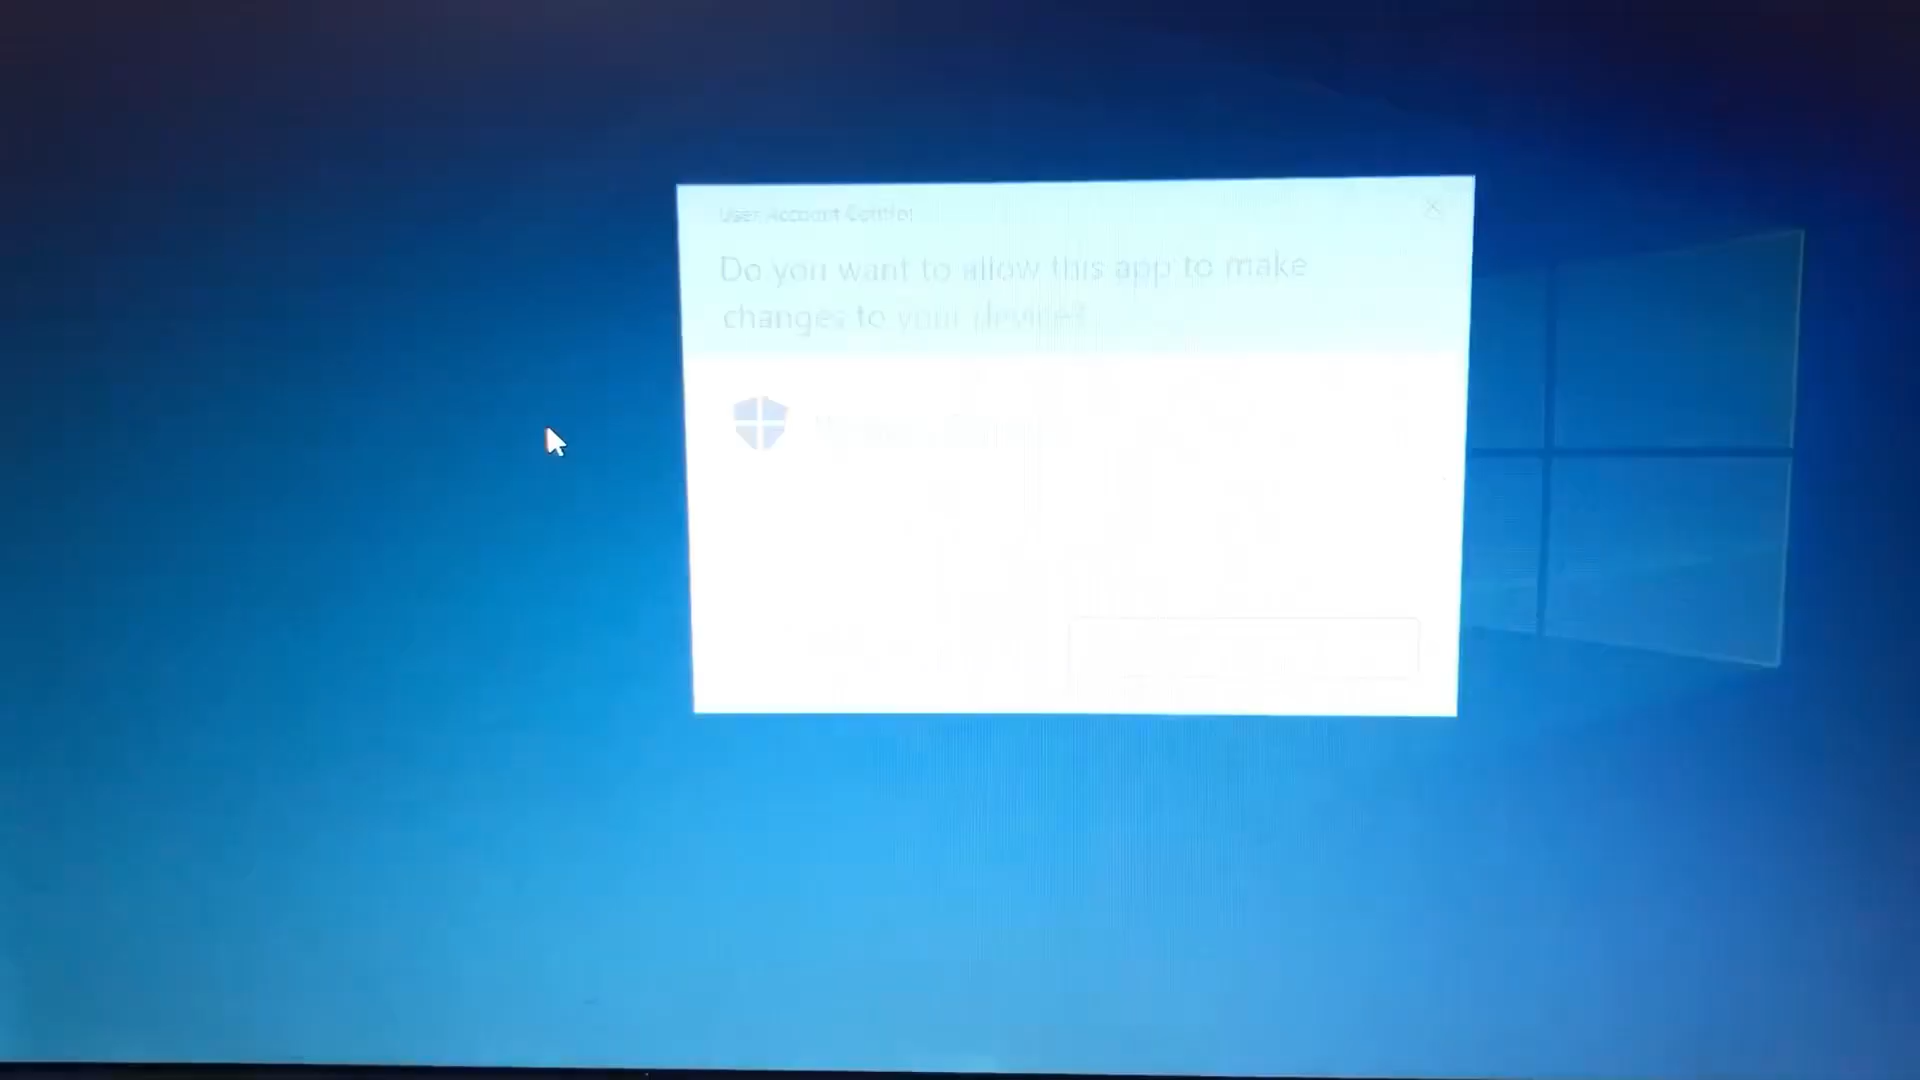 User Account Control
Do you want to allow this app to make
changes to your device?